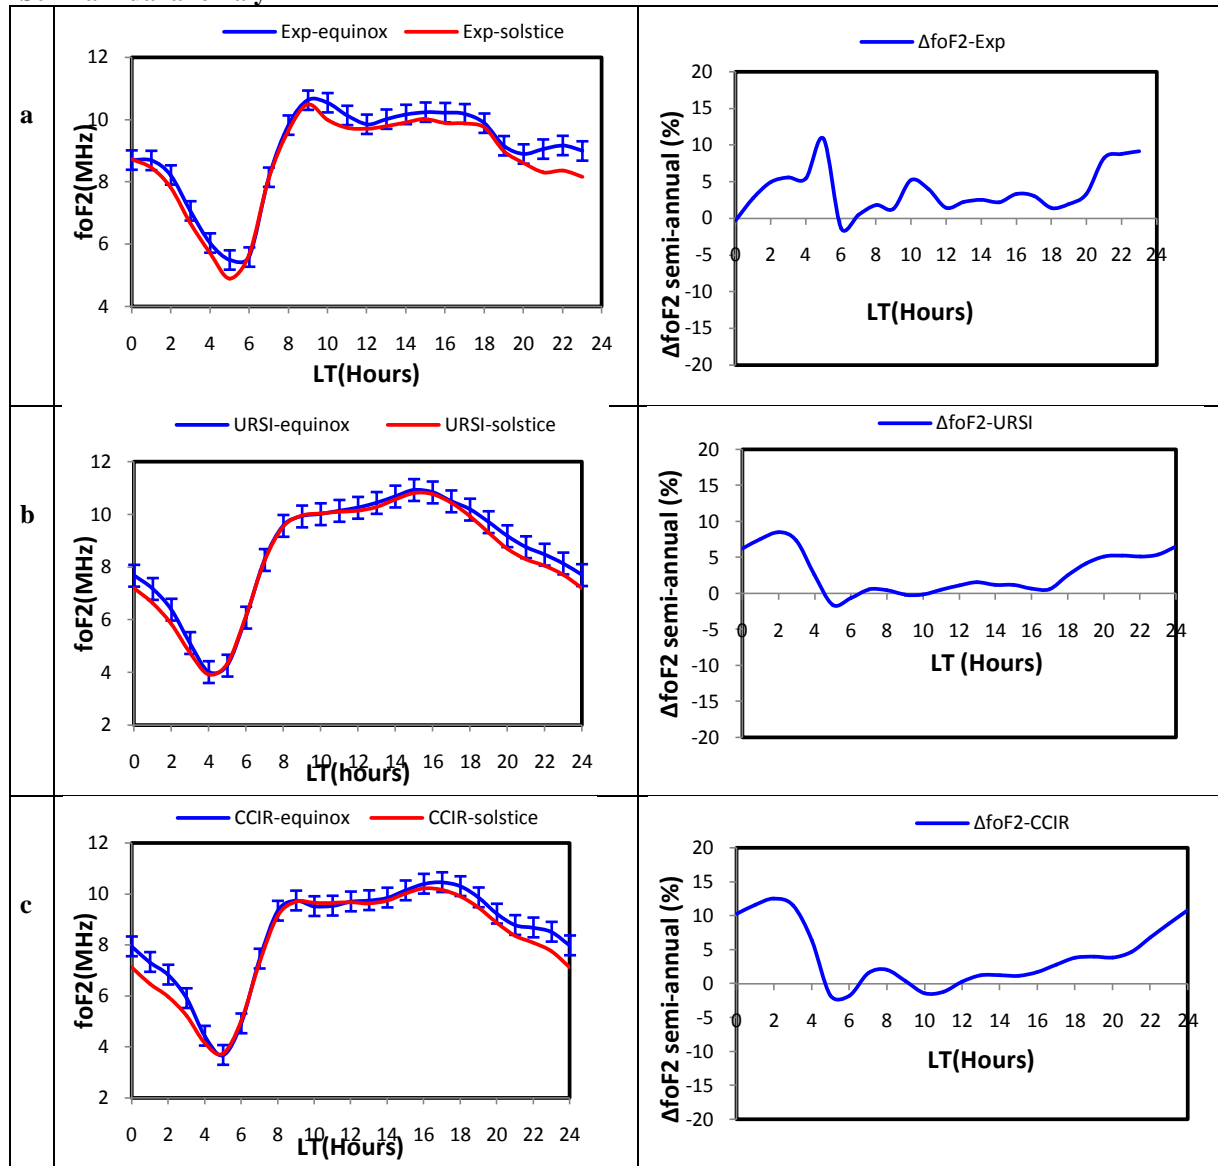 a
Exp-equinox Exp-solstice
12
10
8
6
4
foF2(MHz)
0 2 4 6 8 10 12 14 16 18 20 22 24
LT(Hours)
ΔfoF2-Exp
20
15
10
5
0
-5
-10
-15
-20
ΔfoF2 semi-annual (%)
0 2 4 6 8 10 12 14 16 18 20 22 24
LT(Hours)
b
URSI-equinox URSI-solstice
12
10
8
6
4
2
foF2(MHz)
0 2 4 6 8 10 12 14 16 18 20 22 24
LT(hours)
ΔfoF2-URSI
20
15
10
5
0
-5
-10
-15
-20
ΔfoF2 semi-annual (%)
0 2 4 6 8 10 12 14 16 18 20 22 24
LT (Hours)
c
CCIR-equinox CCIR-solstice
12
10
8
6
4
2
foF2(MHz)
0 2 4 6 8 10 12 14 16 18 20 22 24
LT(Hours)
ΔfoF2-CCIR
20
15
10
5
0
-5
-10
-15
-20
ΔfoF2 semi-annual (%)
0 2 4 6 8 10 12 14 16 18 20 22 24
LT(Hours)